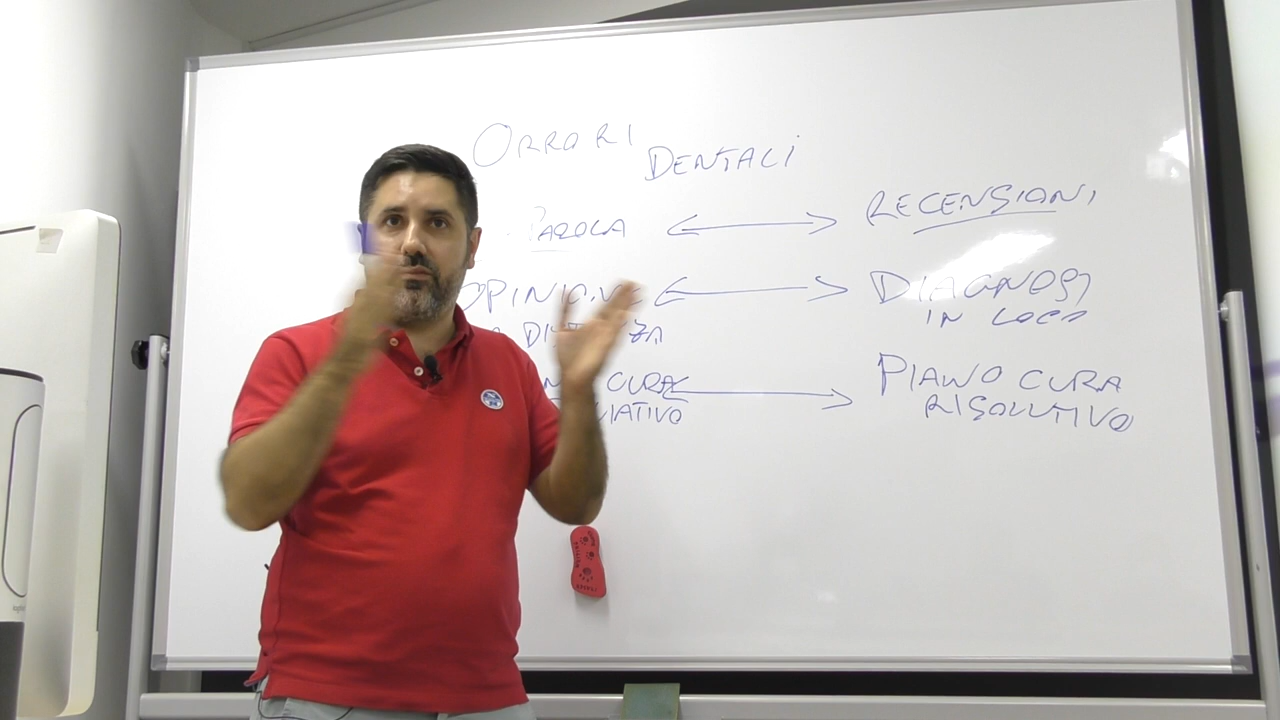 ORRORI
DENTALI
PAROLA RECENSIONI
OPINIONE DIAGNOSI
IN LOCO
CURA PIANO CURA
RISOLUTIVO